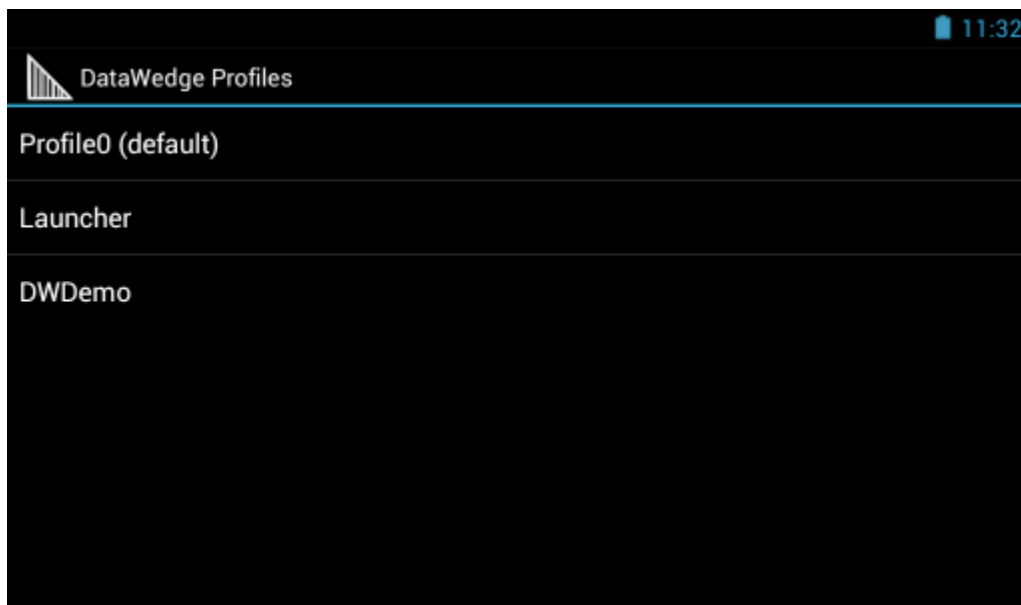 11:32
DataWedge Profiles
Profile0 (default)
Launcher
DWDemo